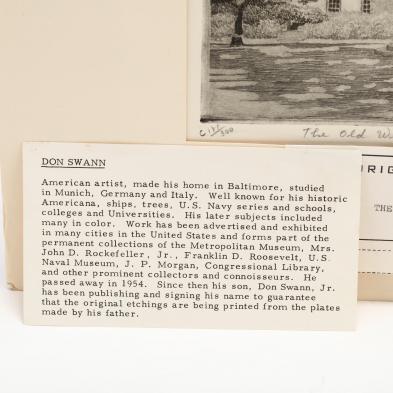 C 187/300
The Old W
ORIG
THE
DON SWANN
American artist, made his home in Baltimore, studied
in Munich, Germany and Italy. Well known for his historic
Americana, ships, trees, U.S. Navy series and schools,
colleges and Universities. His later subjects included
many in color. Work has been advertised and exhibited
in many cities in the United States and forms part of the
permanent collections of the Metropolitan Museum, Mrs.
John D. Rockefeller, Jr., Franklin D. Roosevelt, U.S.
Naval Museum, J. P. Morgan, Congressional Library,
and other prominent collectors and connoisseurs. He
passed away in 1954. Since then his son, Don Swann, Jr.
has been publishing and signing his name to guarantee
that the original etchings are being printed from the plates
made by his father.